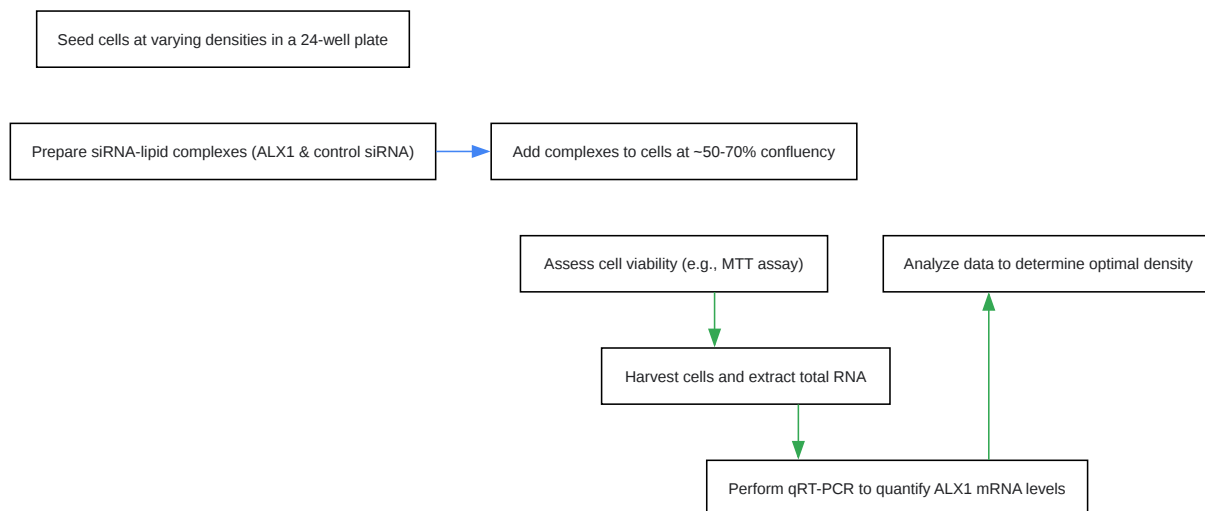 Seed cells at varying densities in a 24-well plate
Prepare siRNA-lipid complexes (ALX1 & control siRNA)
Add complexes to cells at ~50-70% confluency
Assess cell viability (e.g., MTT assay)
Analyze data to determine optimal density
Harvest cells and extract total RNA
Perform qRT-PCR to quantify ALX1 mRNA levels